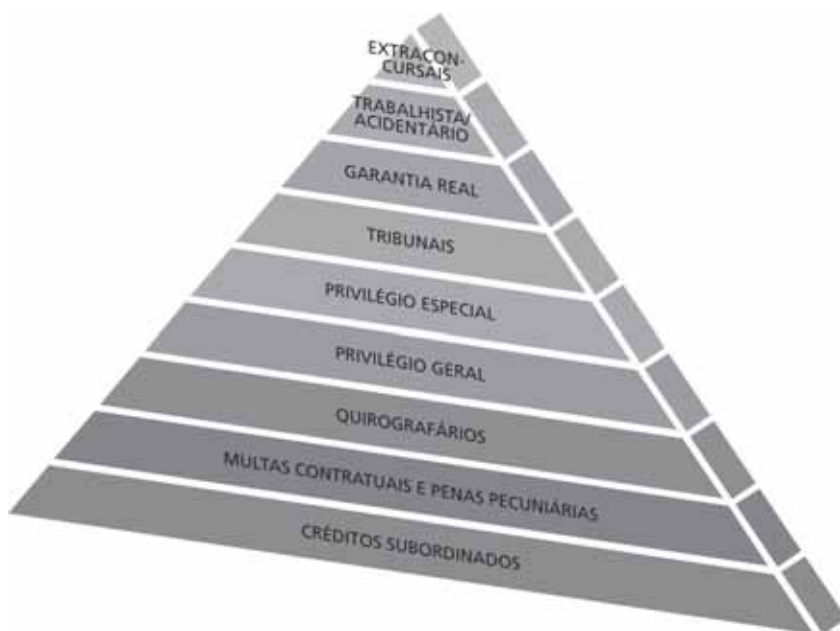 EXTRACON-
CURSAIS
TRABALHISTA/
ACIDENTÁRIO
GARANTIA REAL
TRIBUNAIS
PRIVILÉGIO ESPECIAL
PRIVILÉGIO GERAL
QUIROGRAFÁRIOS
MULTAS CONTRATUAIS E PENAS PECUNIÁRIAS
CRÉDITOS SUBORDINADOS